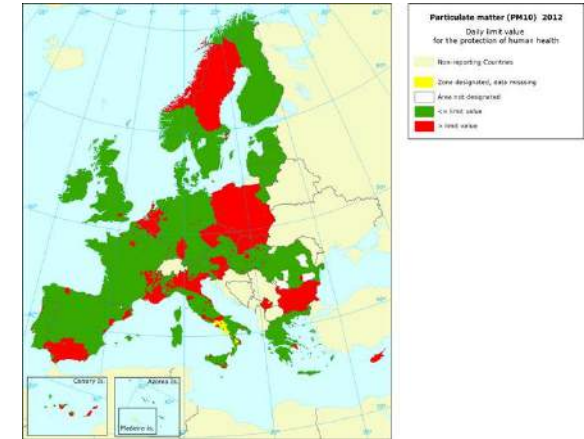 Particulate matter (PM10) 2012
Daily limit value
for the protection of human health
Non-reporting Countries
Zone designated, data missing
Area not designated
<= limit value
> limit value
Canary Is.
Azores Is.
Madeira Is.